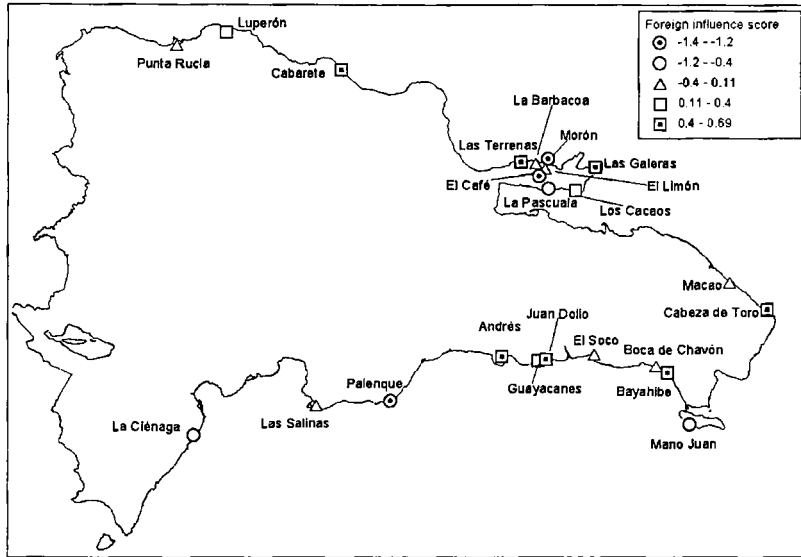 Foreign influence score
-1.4 - -1.2
-1.2 - -0.4
-0.4 - 0.11
0.11 - 0.4
0.4 - 0.69
Luperón
Punta Rucia
Cabarete
La Barbacoa
Morón
Las Terrenas
Las Galeras
El Café
El Limón
La Pascuala
Los Cacaos
Macao
Cabeza de Toro
Juan Dolio
Andrés
El Soco
Boca de Chavón
Guayacanes
Bayahibe
Palenque
La Ciénaga
Las Salinas
Mano Juan